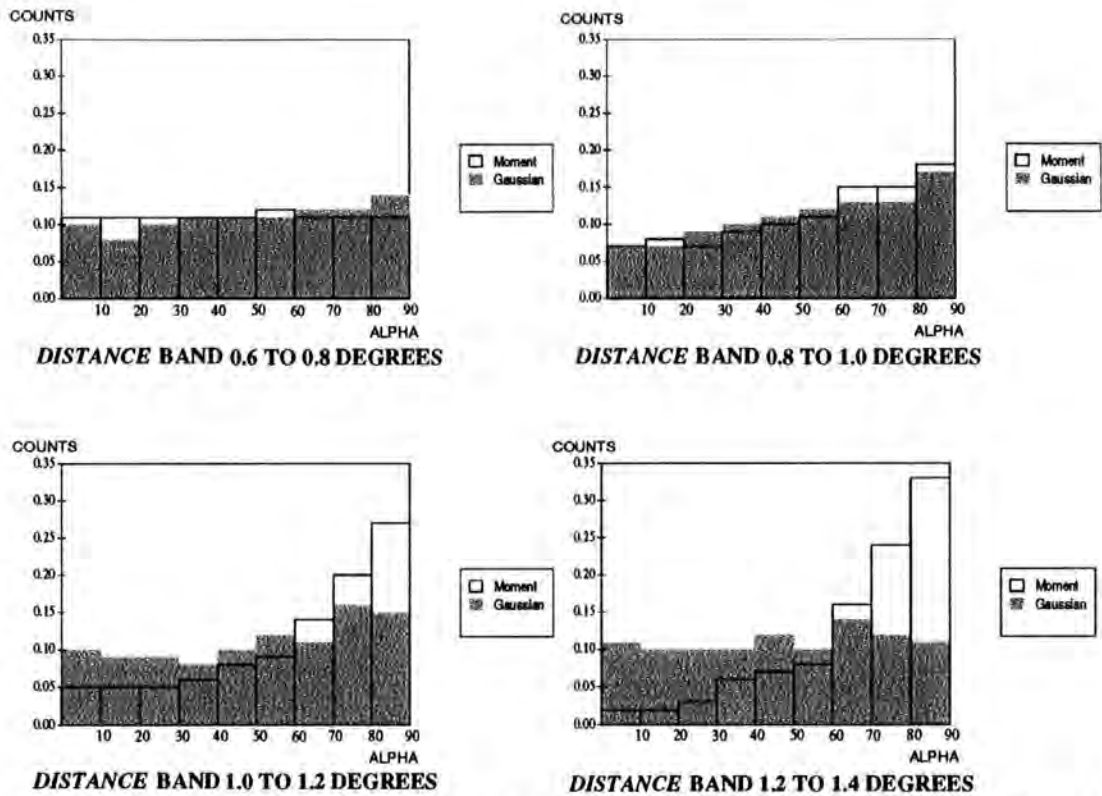 COUNTS
0.35
0.30
0.25
0.20
0.15
0.10
0.05
0.00
10 20 30 40 50 60 70 80 90
ALPHA
Moment
Gaussian
DISTANCE BAND 0.6 TO 0.8 DEGREES
COUNTS
0.35
0.30
0.25
0.20
0.15
0.10
0.05
0.00
10 20 30 40 50 60 70 80 90
ALPHA
Moment
Gaussian
DISTANCE BAND 0.8 TO 1.0 DEGREES
COUNTS
0.35
0.30
0.25
0.20
0.15
0.10
0.05
0.00
10 20 30 40 50 60 70 80 90
ALPHA
Moment
Gaussian
DISTANCE BAND 1.0 TO 1.2 DEGREES
COUNTS
0.35
0.30
0.25
0.20
0.15
0.10
0.05
0.00
10 20 30 40 50 60 70 80 90
ALPHA
Moment
Gaussian
DISTANCE BAND 1.2 TO 1.4 DEGREES